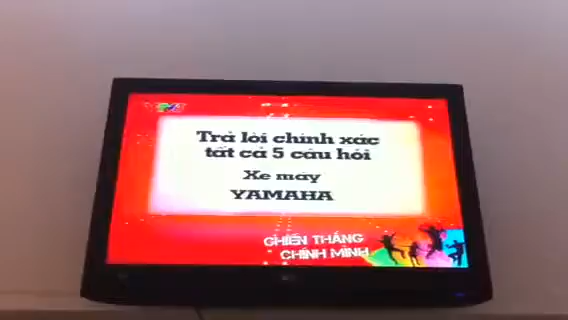 Trả lời chính xác
tất cả 5 câu hỏi
Xe máy
YAMAHA
CHIẾN THẮNG
CHÍNH MÌNH